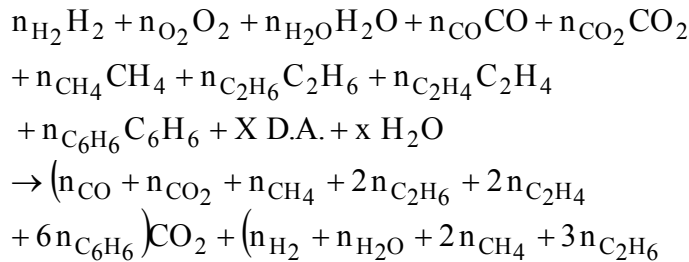 n_{H_2}H_2 + n_{O_2}O_2 + n_{H_2O}H_2O + n_{CO}CO + n_{CO_2}CO_2
+ n_{CH_4}CH_4 + n_{C_2H_6}C_2H_6 + n_{C_2H_4}C_2H_4
+ n_{C_6H_6}C_6H_6 + X D.A. + x H_2O
→ (n_{CO} + n_{CO_2} + n_{CH_4} + 2n_{C_2H_6} + 2n_{C_2H_4}
+ 6n_{C_6H_6})CO_2 + (n_{H_2} + n_{H_2O} + 2n_{CH_4} + 3n_{C_2H_6}